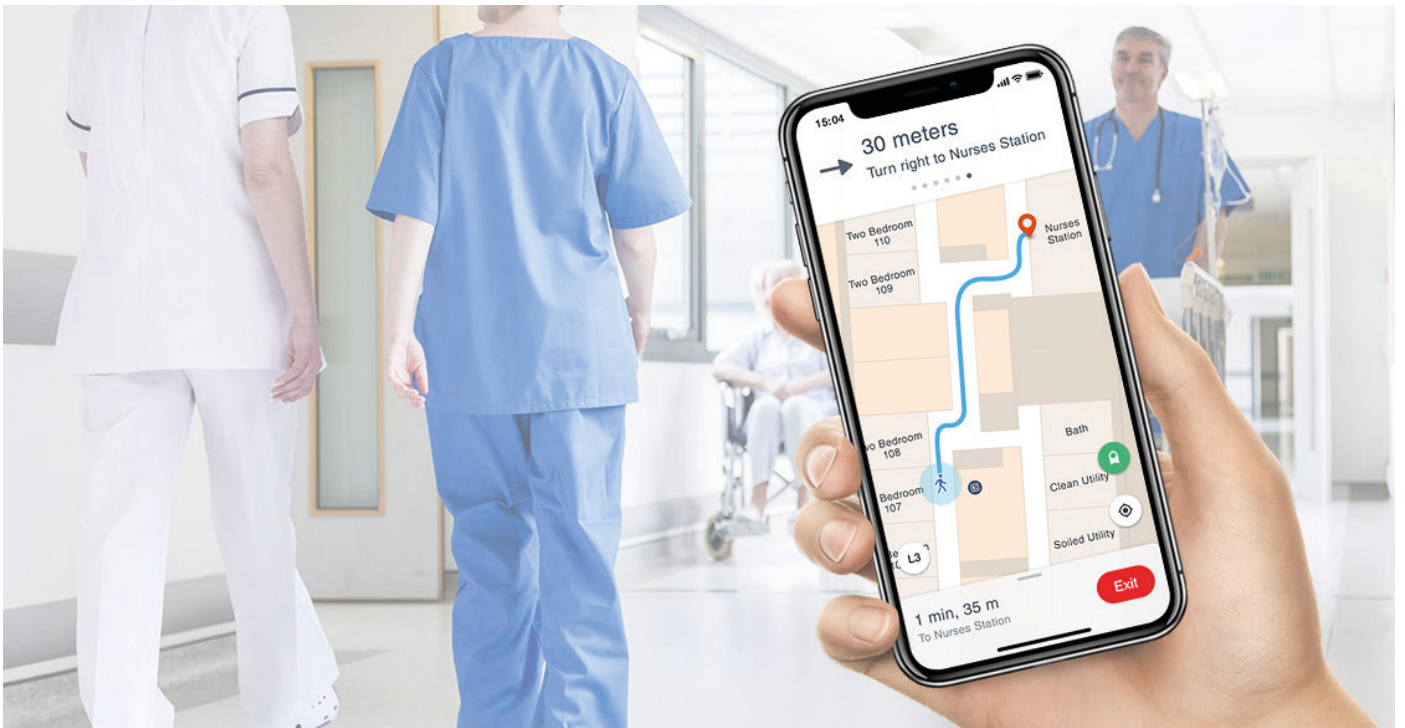 15:04
30 meters
Turn right to Nurses Station
Two Bedroom
110
Nurses
Station
Two Bedroom
109
Bedroom
108
Bath
Bedroom
107
Clean Utility
L3
Soiled Utility
1 min, 35 m
To Nurses Station
Exit